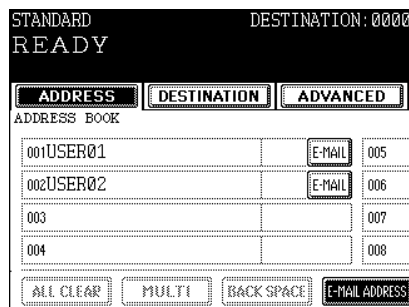 STANDARD DESTINATION:0000
READY
ADDRESS DESTINATION ADVANCED
ADDRESS BOOK
001USER01 E-MAIL 005
002USER02 E-MAIL 006
003 007
004 008
ALL CLEAR MULTI BACK SPACE E-MAIL ADDRESS